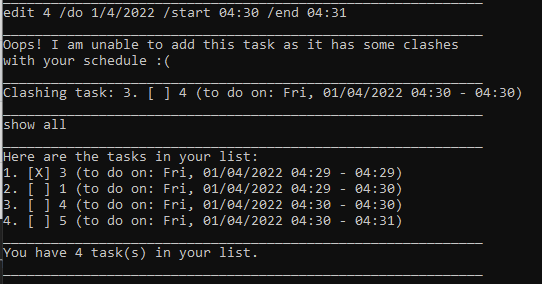 edit 4 /do 1/4/2022 /start 04:30 /end 04:31
Oops! I am unable to add this task as it has some clashes
with your schedule :(
Clashing task: 3. [ ] 4 (to do on: Fri, 01/04/2022 04:30 - 04:30)
show all
Here are the tasks in your list:
1. [X] 3 (to do on: Fri, 01/04/2022 04:29 - 04:29)
2. [ ] 1 (to do on: Fri, 01/04/2022 04:29 - 04:30)
3. [ ] 4 (to do on: Fri, 01/04/2022 04:30 - 04:30)
4. [ ] 5 (to do on: Fri, 01/04/2022 04:30 - 04:31)
You have 4 task(s) in your list.